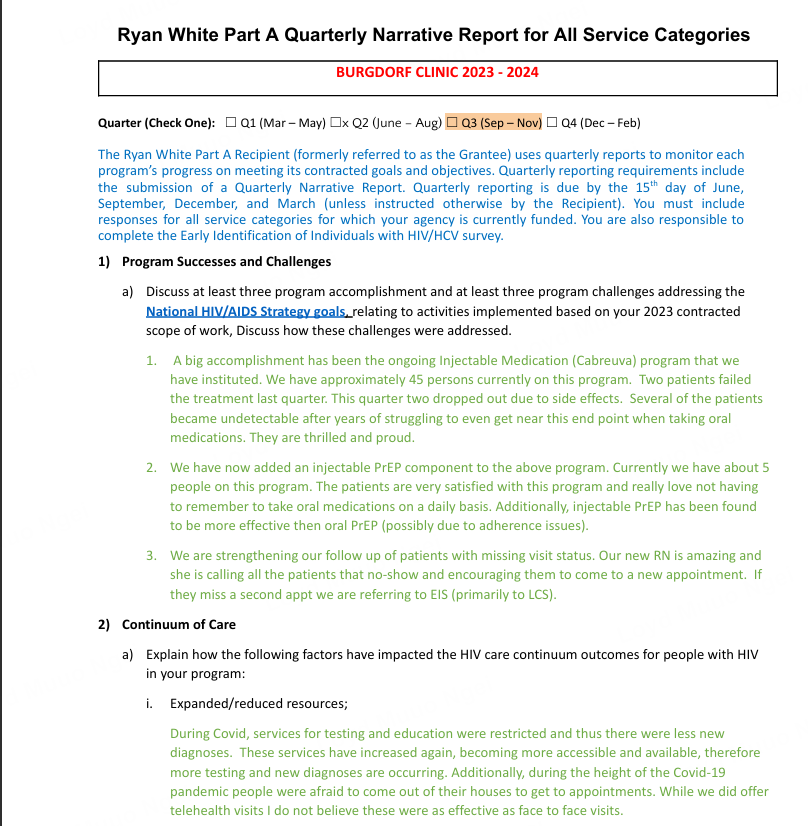 Ryan White Part A Quarterly Narrative Report for All Service Categories
BURGDORF CLINIC 2023 - 2024
Quarter (Check One): ☐ Q1 (Mar – May) ☐x Q2 (June – Aug) ☐ Q3 (Sep – Nov) ☐ Q4 (Dec – Feb)
The Ryan White Part A Recipient (formerly referred to as the Grantee) uses quarterly reports to monitor each
program's progress on meeting its contracted goals and objectives. Quarterly reporting requirements include
the submission of a Quarterly Narrative Report. Quarterly reporting is due by the 15th day of June,
September, December, and March (unless instructed otherwise by the Recipient). You must include
responses for all service categories for which your agency is currently funded. You are also responsible to
complete the Early Identification of Individuals with HIV/HCV survey.
1) Program Successes and Challenges
a) Discuss at least three program accomplishment and at least three program challenges addressing the
National HIV/AIDS Strategy goals, relating to activities implemented based on your 2023 contracted
scope of work, Discuss how these challenges were addressed.
1. A big accomplishment has been the ongoing Injectable Medication (Cabreuva) program that we
have instituted. We have approximately 45 persons currently on this program. Two patients failed
the treatment last quarter. This quarter two dropped out due to side effects. Several of the patients
became undetectable after years of struggling to even get near this end point when taking oral
medications. They are thrilled and proud.
2. We have now added an injectable PrEP component to the above program. Currently we have about 5
people on this program. The patients are very satisfied with this program and really love not having
to remember to take oral medications on a daily basis. Additionally, injectable PrEP has been found
to be more effective then oral PrEP (possibly due to adherence issues).
3. We are strengthening our follow up of patients with missing visit status. Our new RN is amazing and
she is calling all the patients that no-show and encouraging them to come to a new appointment. If
they miss a second appt we are referring to EIS (primarily to LCS).
2) Continuum of Care
a) Explain how the following factors have impacted the HIV care continuum outcomes for people with HIV
in your program:
i. Expanded/reduced resources;
During Covid, services for testing and education were restricted and thus there were less new
diagnoses. These services have increased again, becoming more accessible and available, therefore
more testing and new diagnoses are occurring. Additionally, during the height of the Covid-19
pandemic people were afraid to come out of their houses to get to appointments. While we did offer
telehealth visits I do not believe these were as effective as face to face visits.